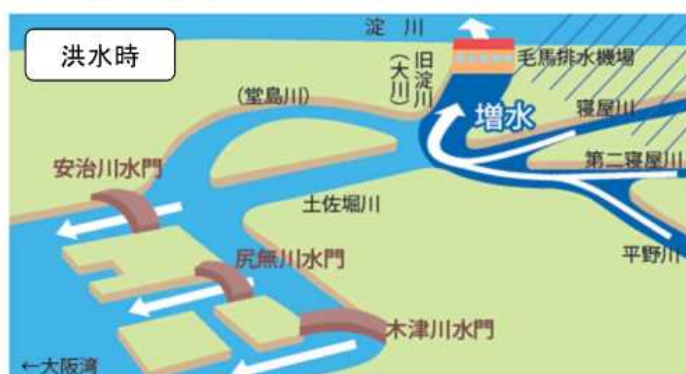 洪水時
淀 川
旧淀川
(大川)
毛馬排水機場
(堂島川)
増水
寝屋川
第二寝屋川
安治川水門
土佐堀川
平野川
尻無川水門
木津川水門
←大阪湾